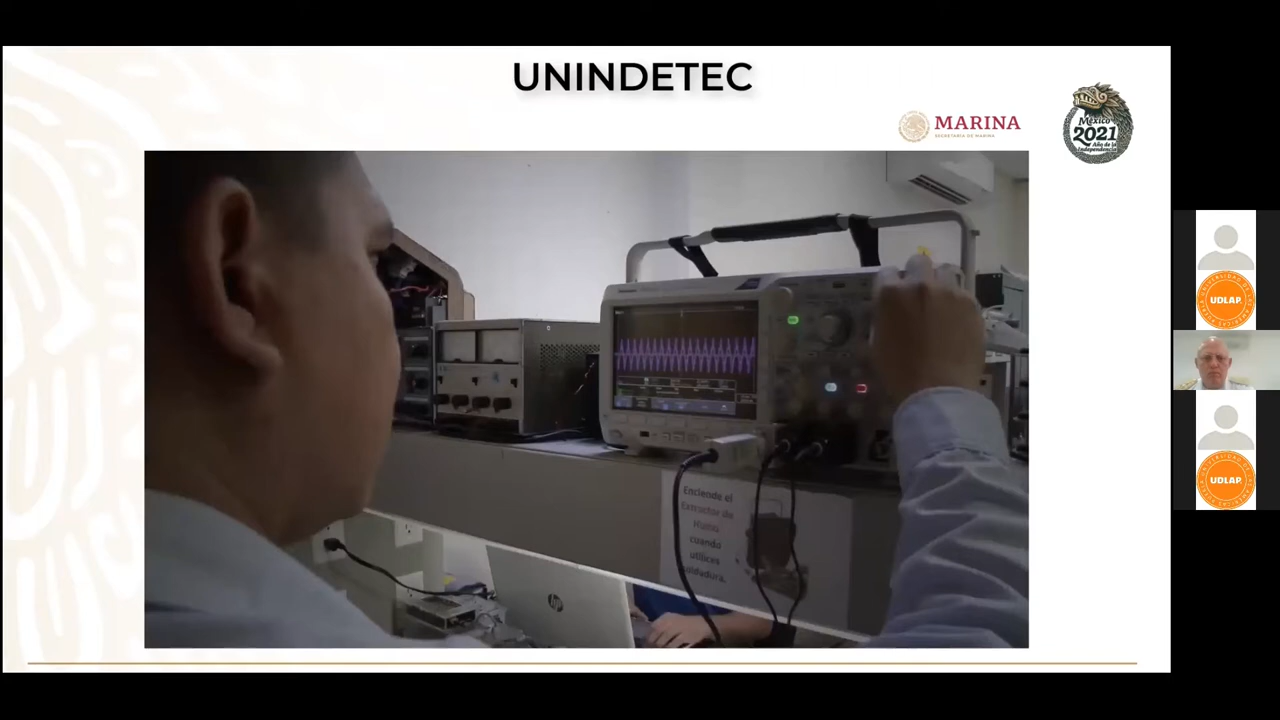 UNINDETEC
MARINA
SECRETARÍA DE MARINA
México
2021
Año de la
Independencia
Enciende el
Extractor de
Humo
cuando
utilices
soldadura.
hp
UDLAP
UDLAP